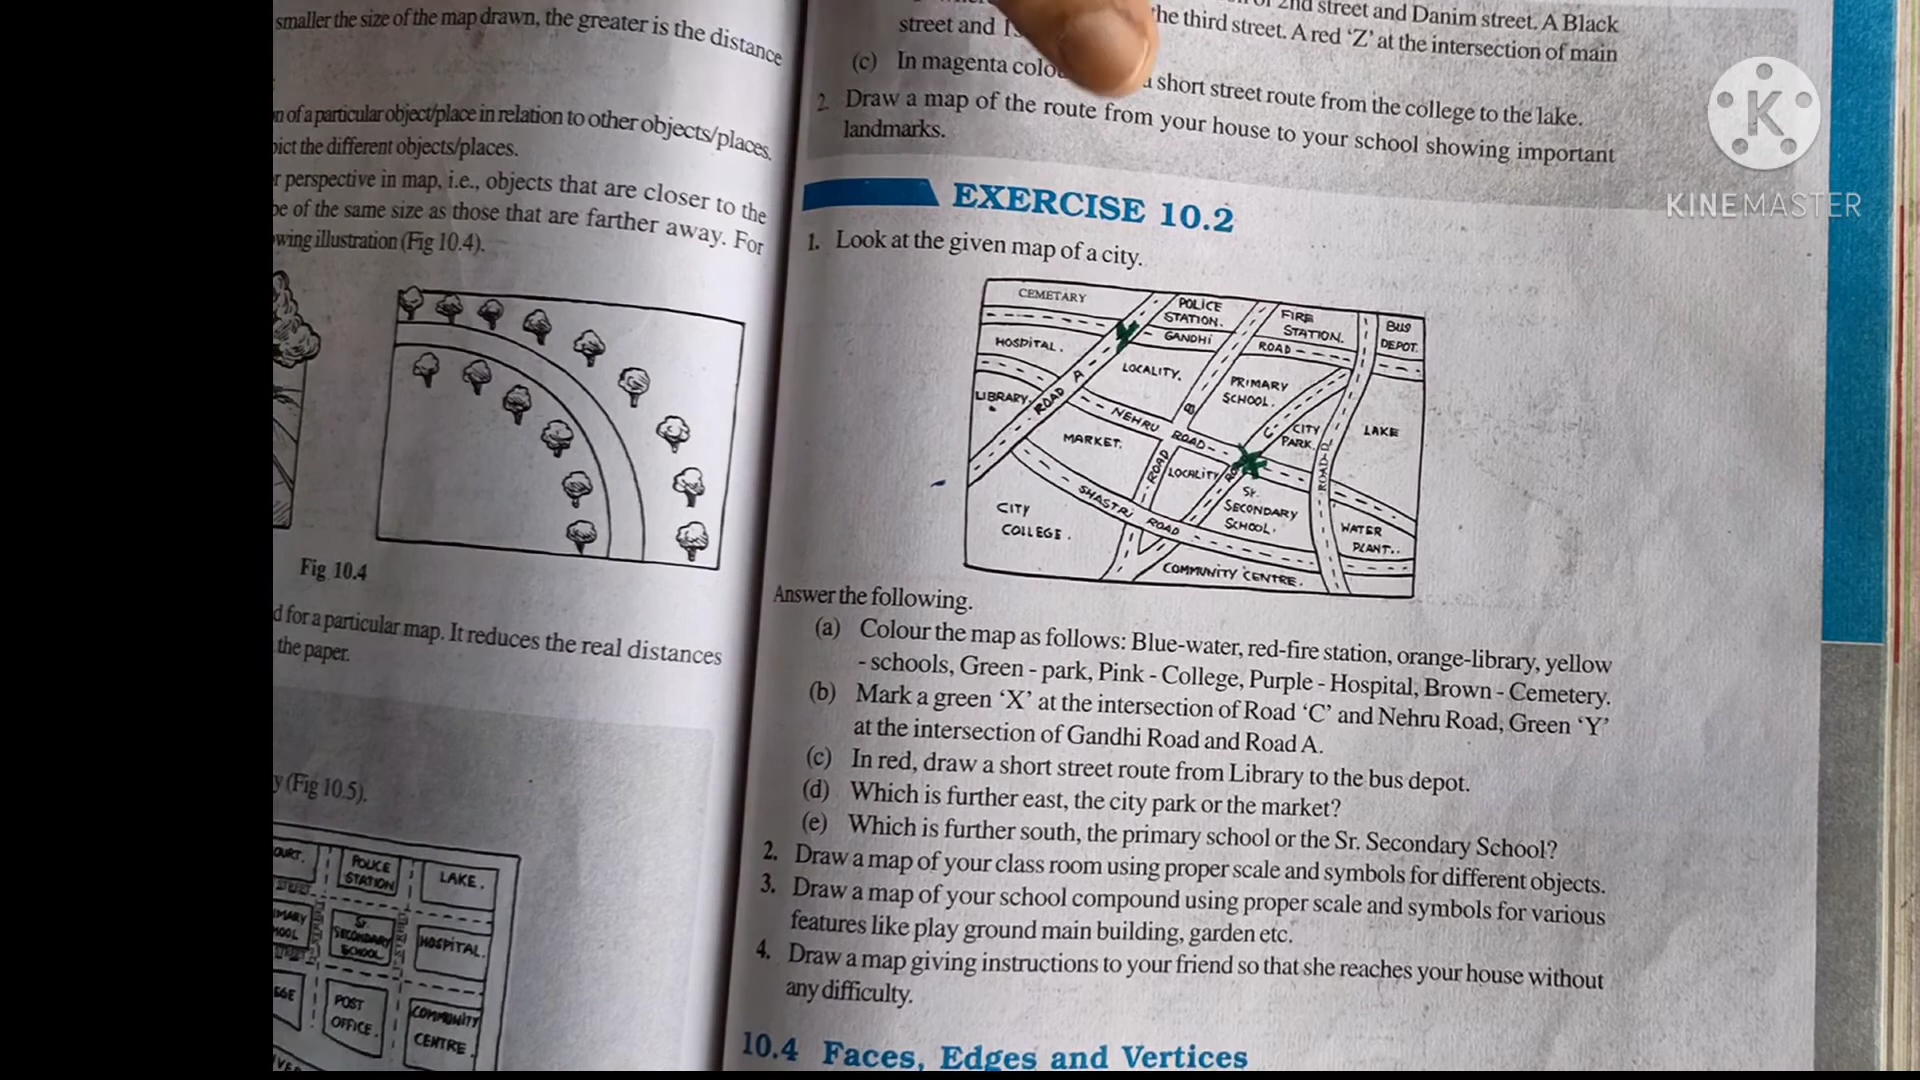 smaller the size of the map drawn, the greater is the distance
of a particular object/place in relation to other objects/places.
the different objects/places.
perspective in map, i.e., objects that are closer to the
of the same size as those that are farther away. For
illustration (Fig 10.4).
Fig 10.4
for a particular map. It reduces the real distances
the paper.
(Fig 10.5).
POLICE
STATION
LAKE.
Sr.
SECONDARY
SCHOOL
HOSPITAL.
POST
OFFICE.
COMMUNITY
CENTRE.
2nd street and Danim street. A Black
street and the third street. A red 'Z' at the intersection of main
(c) In magenta short street route from the college to the lake.
2. Draw a map of the route from your house to your school showing important
landmarks.
KINEMASTER
EXERCISE 10.2
1. Look at the given map of a city.
CEMETARY
POLICE
STATION.
FIRE
STATION.
BUS
DEPOT.
GANDHI
ROAD
HOSPITAL.
LOCALITY.
PRIMARY
SCHOOL.
LIBRARY.
ROAD A
NEHRU ROAD
ROAD B
C
CITY
PARK.
LAKE
MARKET.
LOCALITY
ROAD D
SHASTRI ROAD
Sr.
SECONDARY
SCHOOL.
CITY
COLLEGE.
WATER
PLANT..
COMMUNITY CENTRE.
Answer the following.
(a) Colour the map as follows: Blue-water, red-fire station, orange-library, yellow
- schools, Green - park, Pink - College, Purple - Hospital, Brown - Cemetery.
(b) Mark a green 'X' at the intersection of Road 'C' and Nehru Road, Green 'Y'
at the intersection of Gandhi Road and Road A.
(c) In red, draw a short street route from Library to the bus depot.
(d) Which is further east, the city park or the market?
(e) Which is further south, the primary school or the Sr. Secondary School?
2. Draw a map of your class room using proper scale and symbols for different objects.
3. Draw a map of your school compound using proper scale and symbols for various
features like play ground main building, garden etc.
4. Draw a map giving instructions to your friend so that she reaches your house without
any difficulty.
10.4 Faces, Edges and Vertices